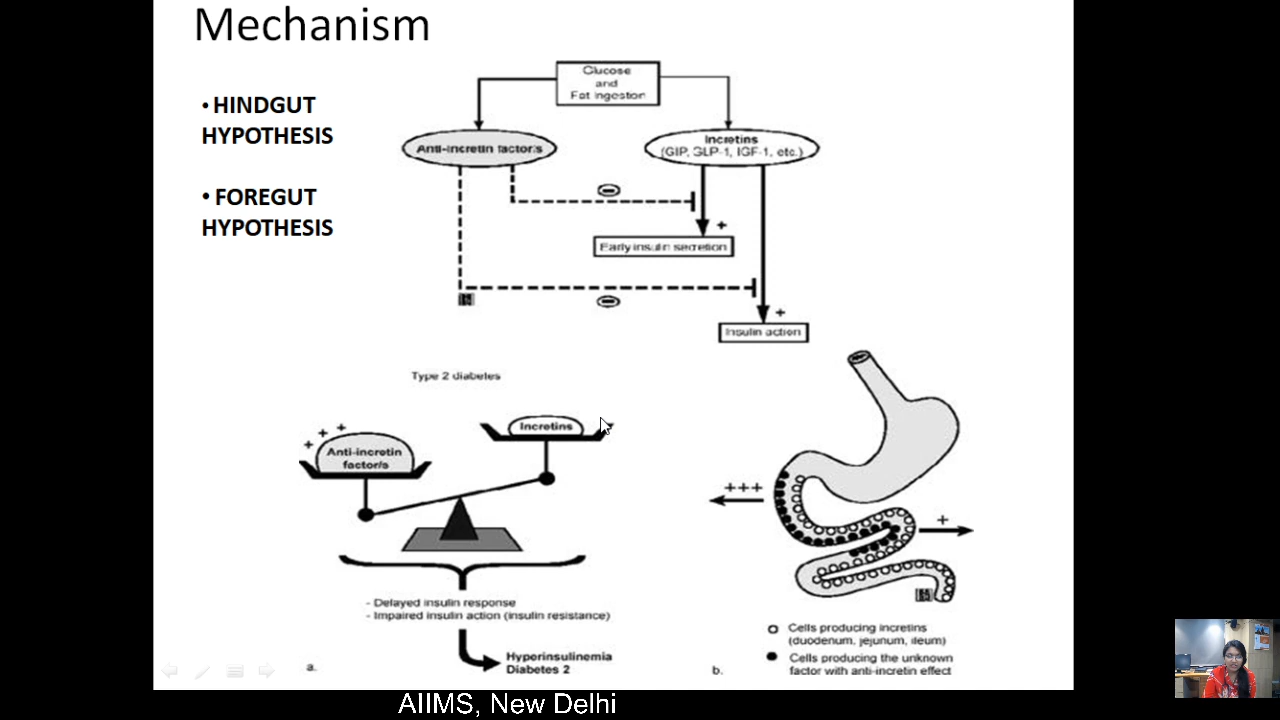 Mechanism
• HINDGUT
HYPOTHESIS
• FOREGUT
HYPOTHESIS
Glucose
and
Fat Ingestion
Anti-incretin factor/s
Incretins
(GIP, GLP-1, IGF-1, etc.)
+
Early insulin secretion
+
Insulin action
Type 2 diabetes
+ + +
Anti-incretin
factor/s
Incretins
- Delayed insulin response
- Impaired insulin action (insulin resistance)
Hyperinsulinemia
Diabetes 2
a.
+++
+
Cells producing incretins
(duodenum, jejunum, ileum)
Cells producing the unknown
factor with anti-incretin effect
b.
AIIMS, New Delhi